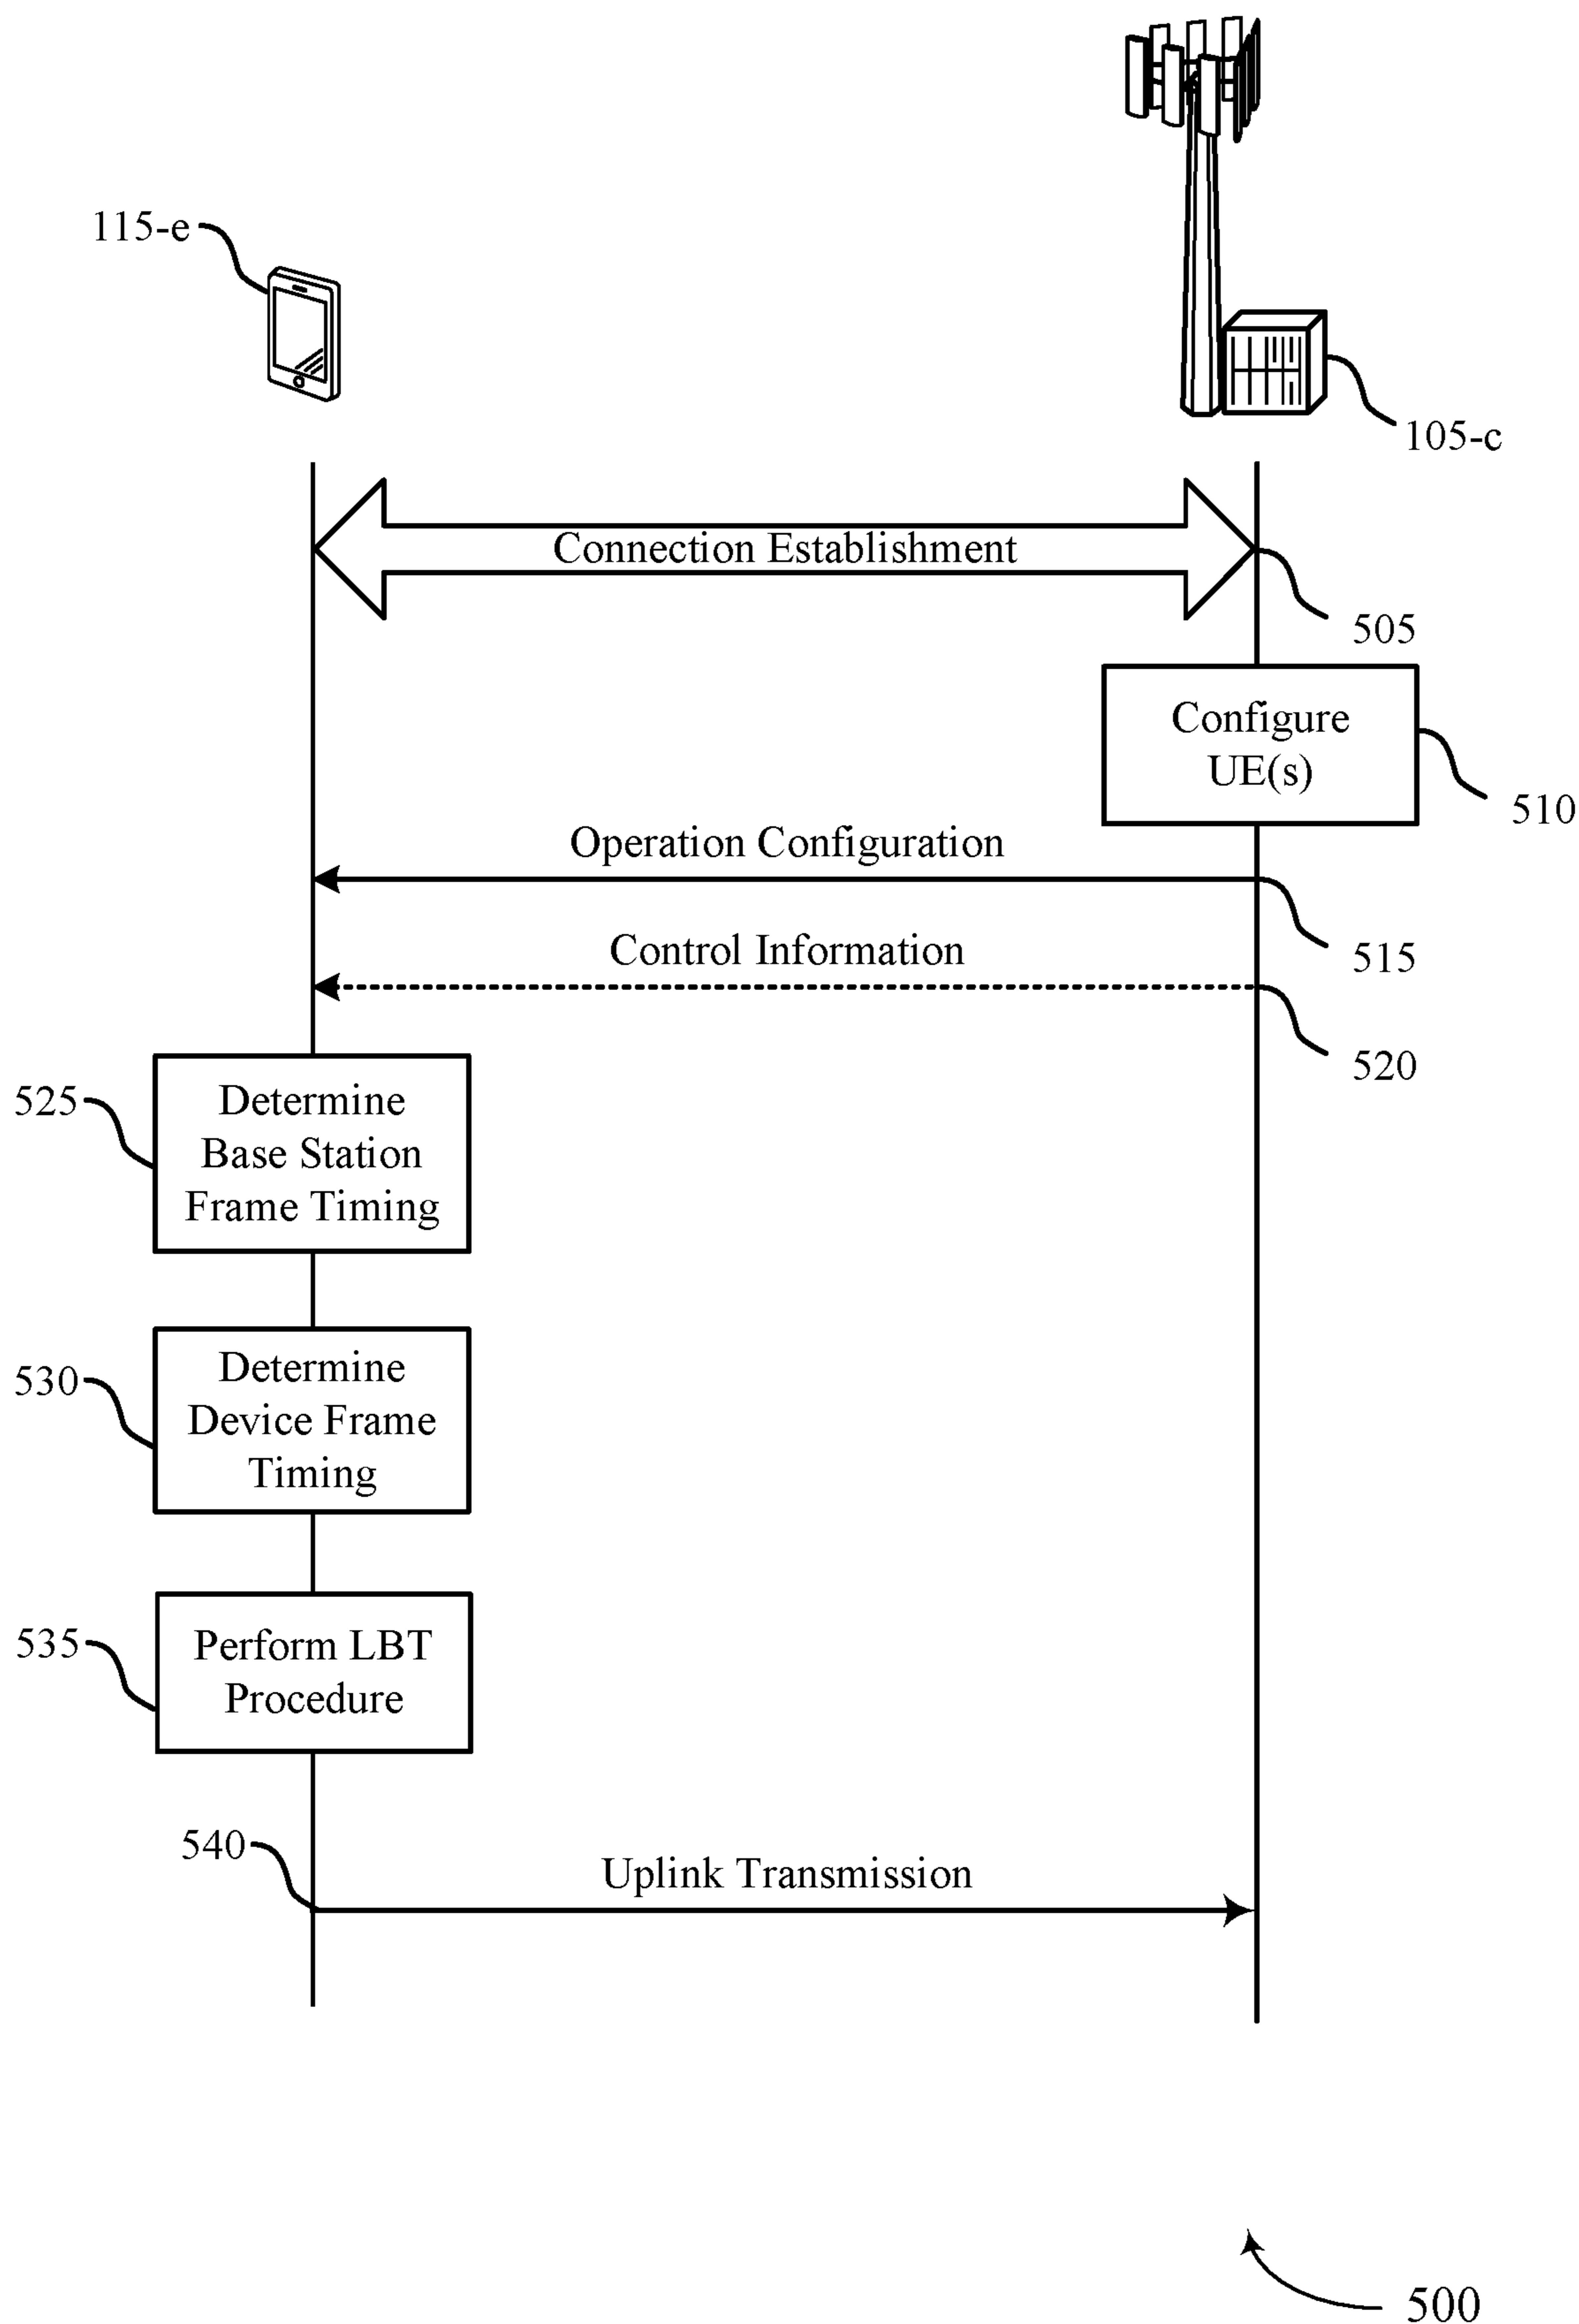 115-e
105-c
Connection Establishment
505
Configure
UE(s)
510
Operation Configuration
515
Control Information
520
525
Determine
Base Station
Frame Timing
530
Determine
Device Frame
Timing
535
Perform LBT
Procedure
540
Uplink Transmission
500